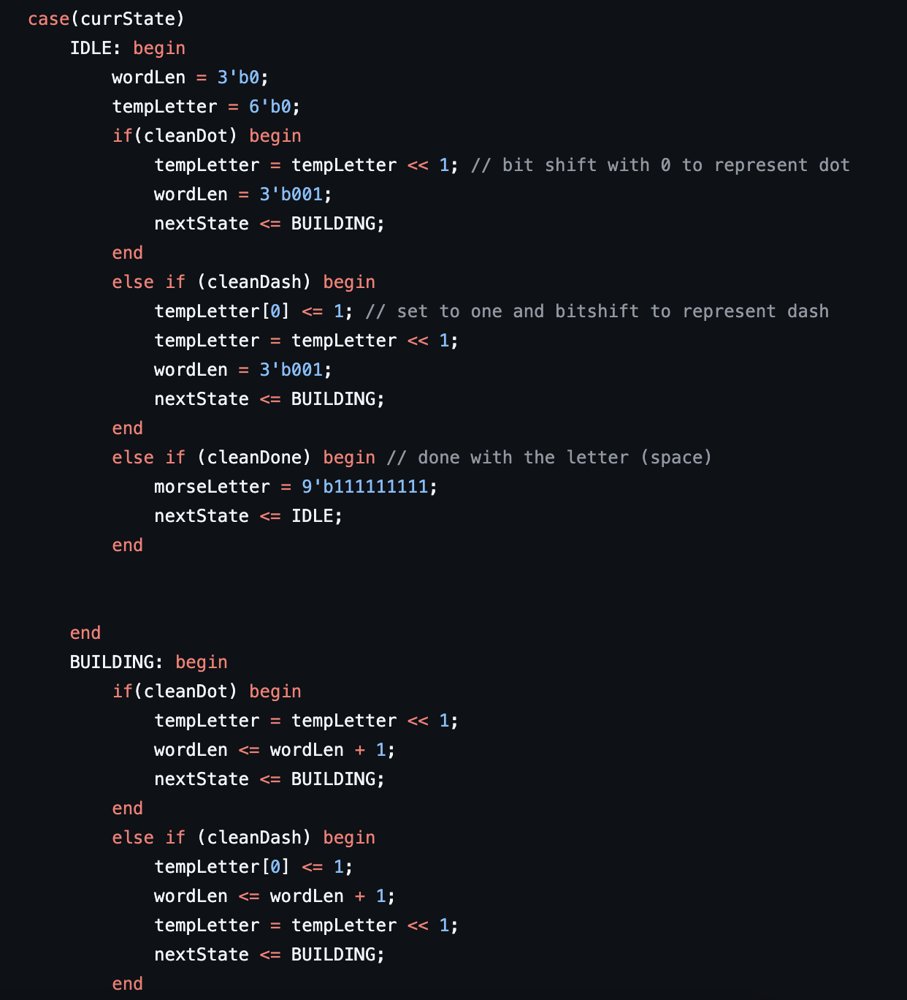 case(currState)
    IDLE: begin
        wordLen = 3'b0;
        tempLetter = 6'b0;
        if(cleanDot) begin
            tempLetter = tempLetter << 1; // bit shift with 0 to represent dot
            wordLen = 3'b001;
            nextState <= BUILDING;
        end
        else if (cleanDash) begin
            tempLetter[0] <= 1; // set to one and bitshift to represent dash
            tempLetter = tempLetter << 1;
            wordLen = 3'b001;
            nextState <= BUILDING;
        end
        else if (cleanDone) begin // done with the letter (space)
            morseLetter = 9'b111111111;
            nextState <= IDLE;
        end
    end
    BUILDING: begin
        if(cleanDot) begin
            tempLetter = tempLetter << 1;
            wordLen <= wordLen + 1;
            nextState <= BUILDING;
        end
        else if (cleanDash) begin
            tempLetter[0] <= 1;
            wordLen <= wordLen + 1;
            tempLetter = tempLetter << 1;
            nextState <= BUILDING;
        end